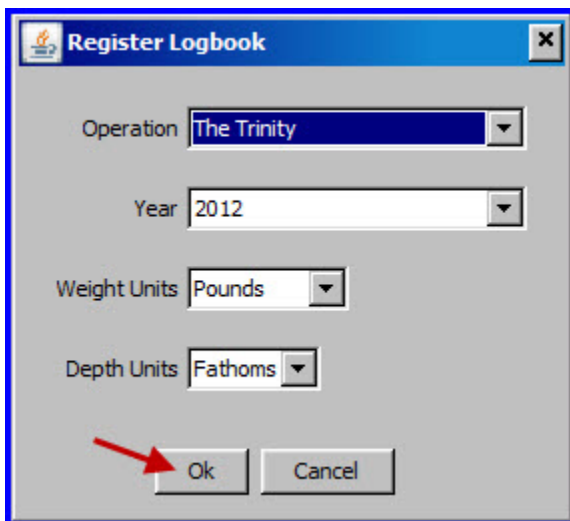 Register Logbook
Operation The Trinity
Year 2012
Weight Units Pounds
Depth Units Fathoms
Ok Cancel